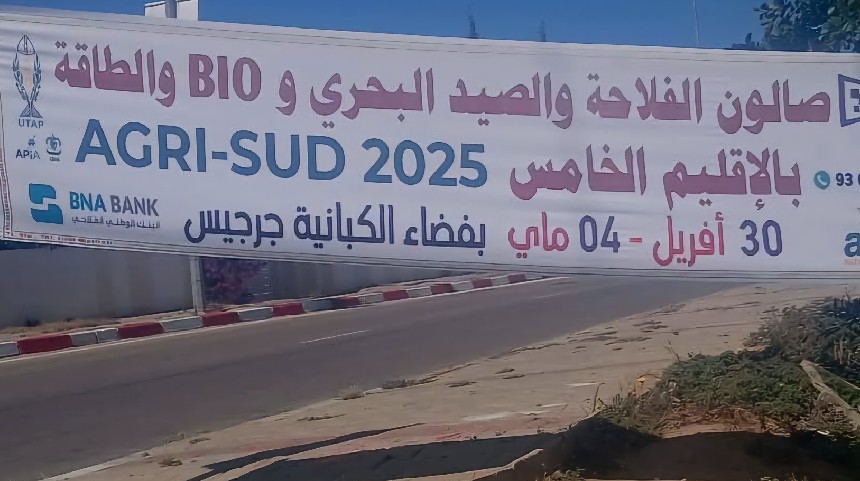 صالون الفلاحة والصيد البحري و BIO والطاقة
بالإقليم الخامس AGRI-SUD 2025
30 أفريل - 04 ماي بفضاء الكبانية جرجيس
UTAP
APiA
BNA BANK
البنك الوطني الفلاحي
93